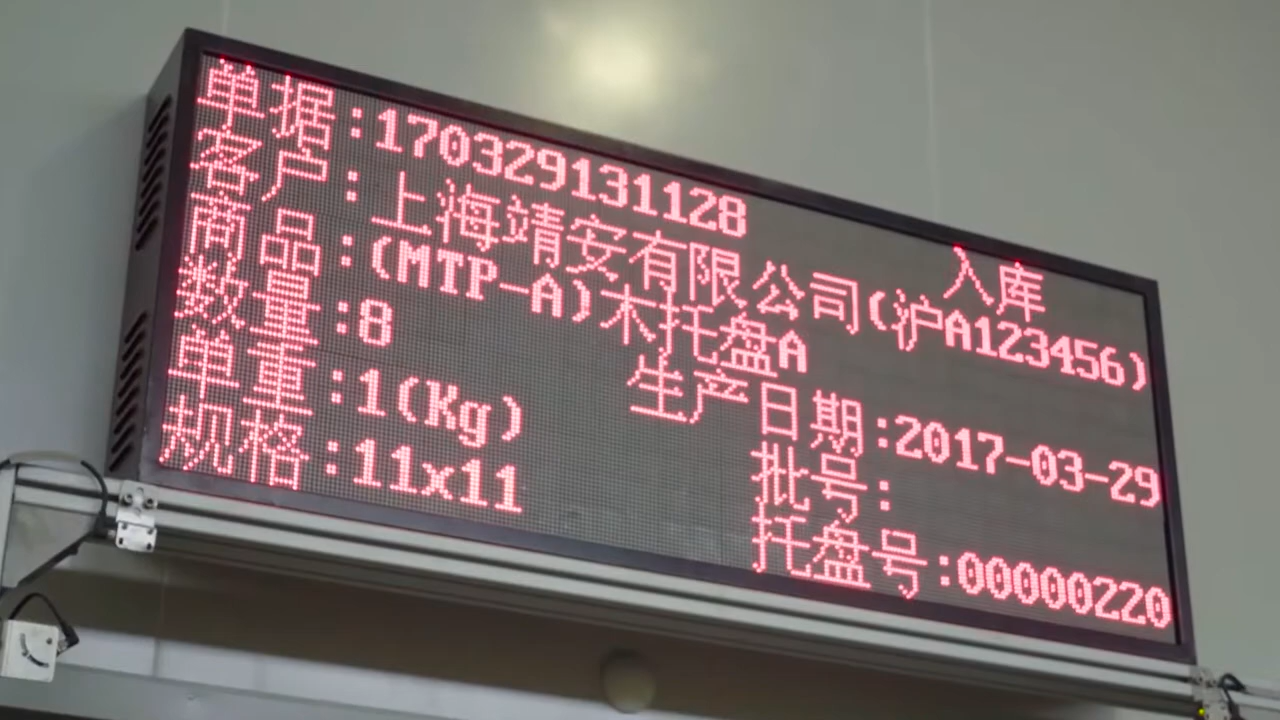 单据:170329131128 入库
客户:上海靖安有限公司(沪A123456)
商品:(MTP-A)木托盘A
数量:8 生产日期:2017-03-29
单重:1(Kg) 批号:
规格:11x11 托盘号:00000220